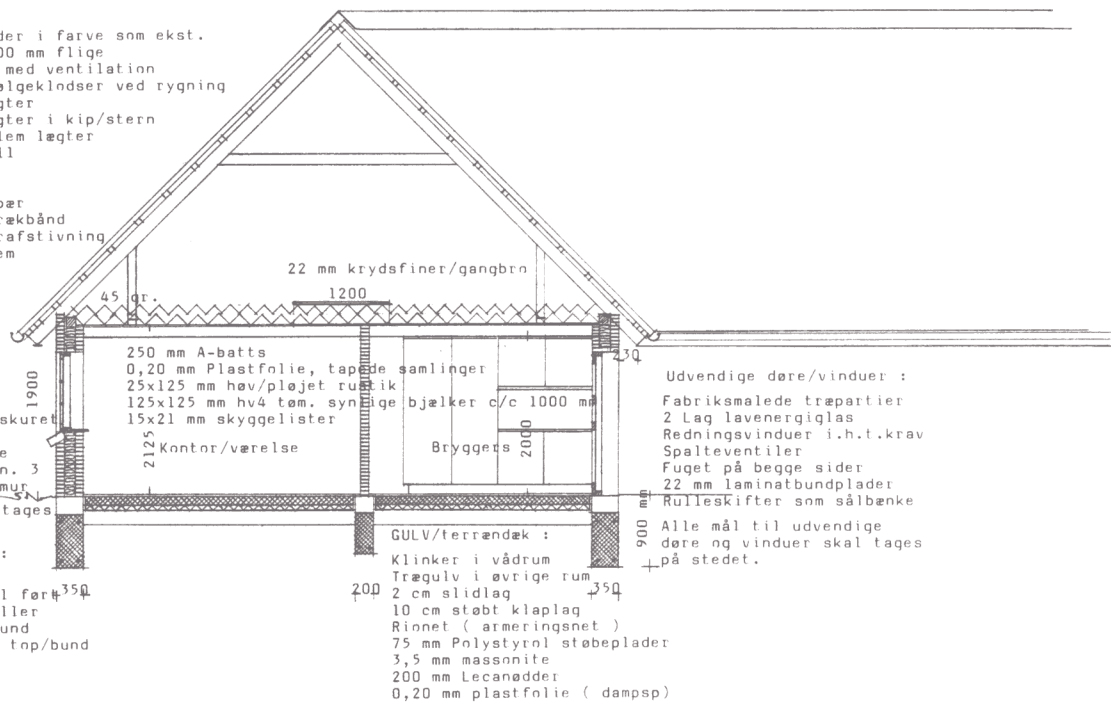 der i farve som ekst.
00 mm flige
med ventilation
ølgeklodser ved rygning
gter
gter i kip/stern
lem lægter
ll
bær
rækbånd
rafstivning
em
22 mm krydsfiner/gangbro
1200
45 gr.
250 mm A-batts
0,20 mm Plastfolie, tapede samlinger
25x125 mm høv/pløjet rustik
125x125 mm hv4 tøm. synlige bjælker c/c 1000 mm
15x21 mm skyggelister
1900
2125
Kontor/værelse
Bryggers
2000
230
skuret
e
n. 3
mur
tages
Udvendige døre/vinduer :
Fabriksmalede træpartier
2 Lag lavenergiglas
Redningsvinduer i.h.t.krav
Spalteventiler
Fuget på begge sider
22 mm laminatbundplader
Rulleskifter som sålbænke
Alle mål til udvendige
døre og vinduer skal tages
på stedet.
900 mm
:
l ført
ller
und
top/bund
350
200
350
GULV/terrændæk :
Klinker i vådrum
Trægulv i øvrige rum
2 cm slidlag
10 cm støbt klaplag
Rionet ( armeringsnet )
75 mm Polystyrol støbeplader
3,5 mm massonite
200 mm Lecanødder
0,20 mm plastfolie ( dampsp)